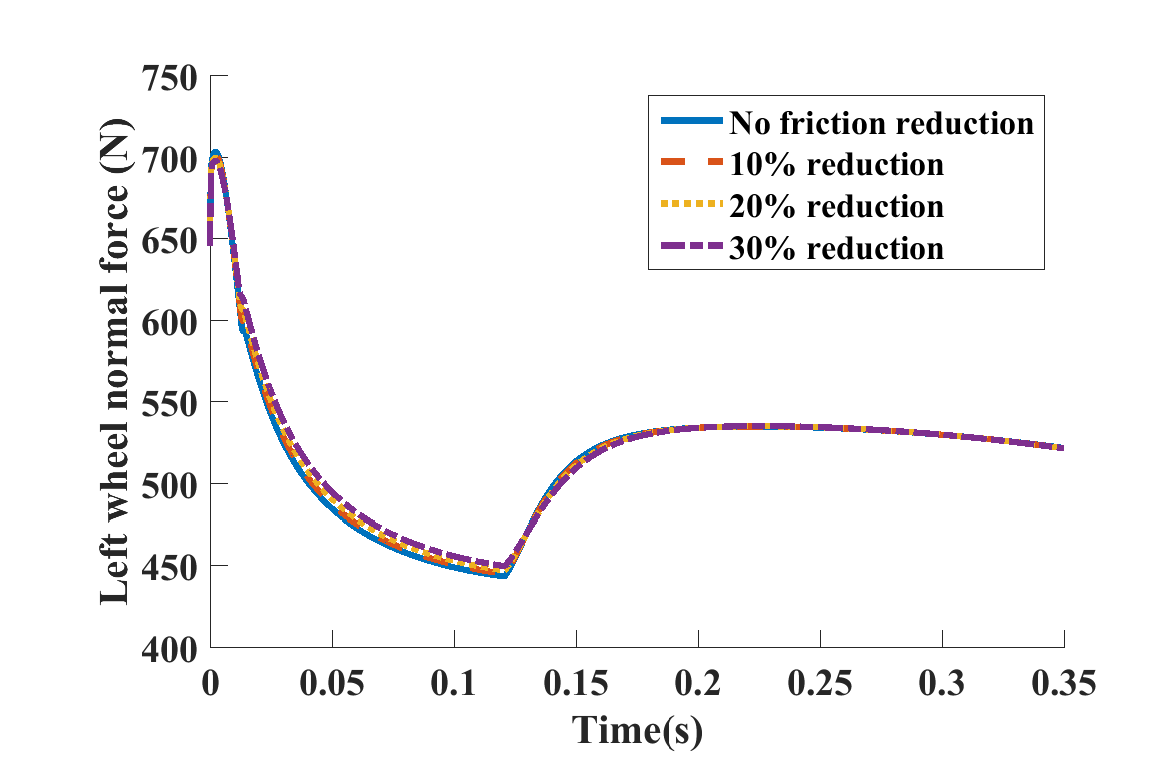 750
700
650
600
550
500
450
400
Left wheel normal force (N)
No friction reduction
10% reduction
20% reduction
30% reduction
0 0.05 0.1 0.15 0.2 0.25 0.3 0.35
Time(s)